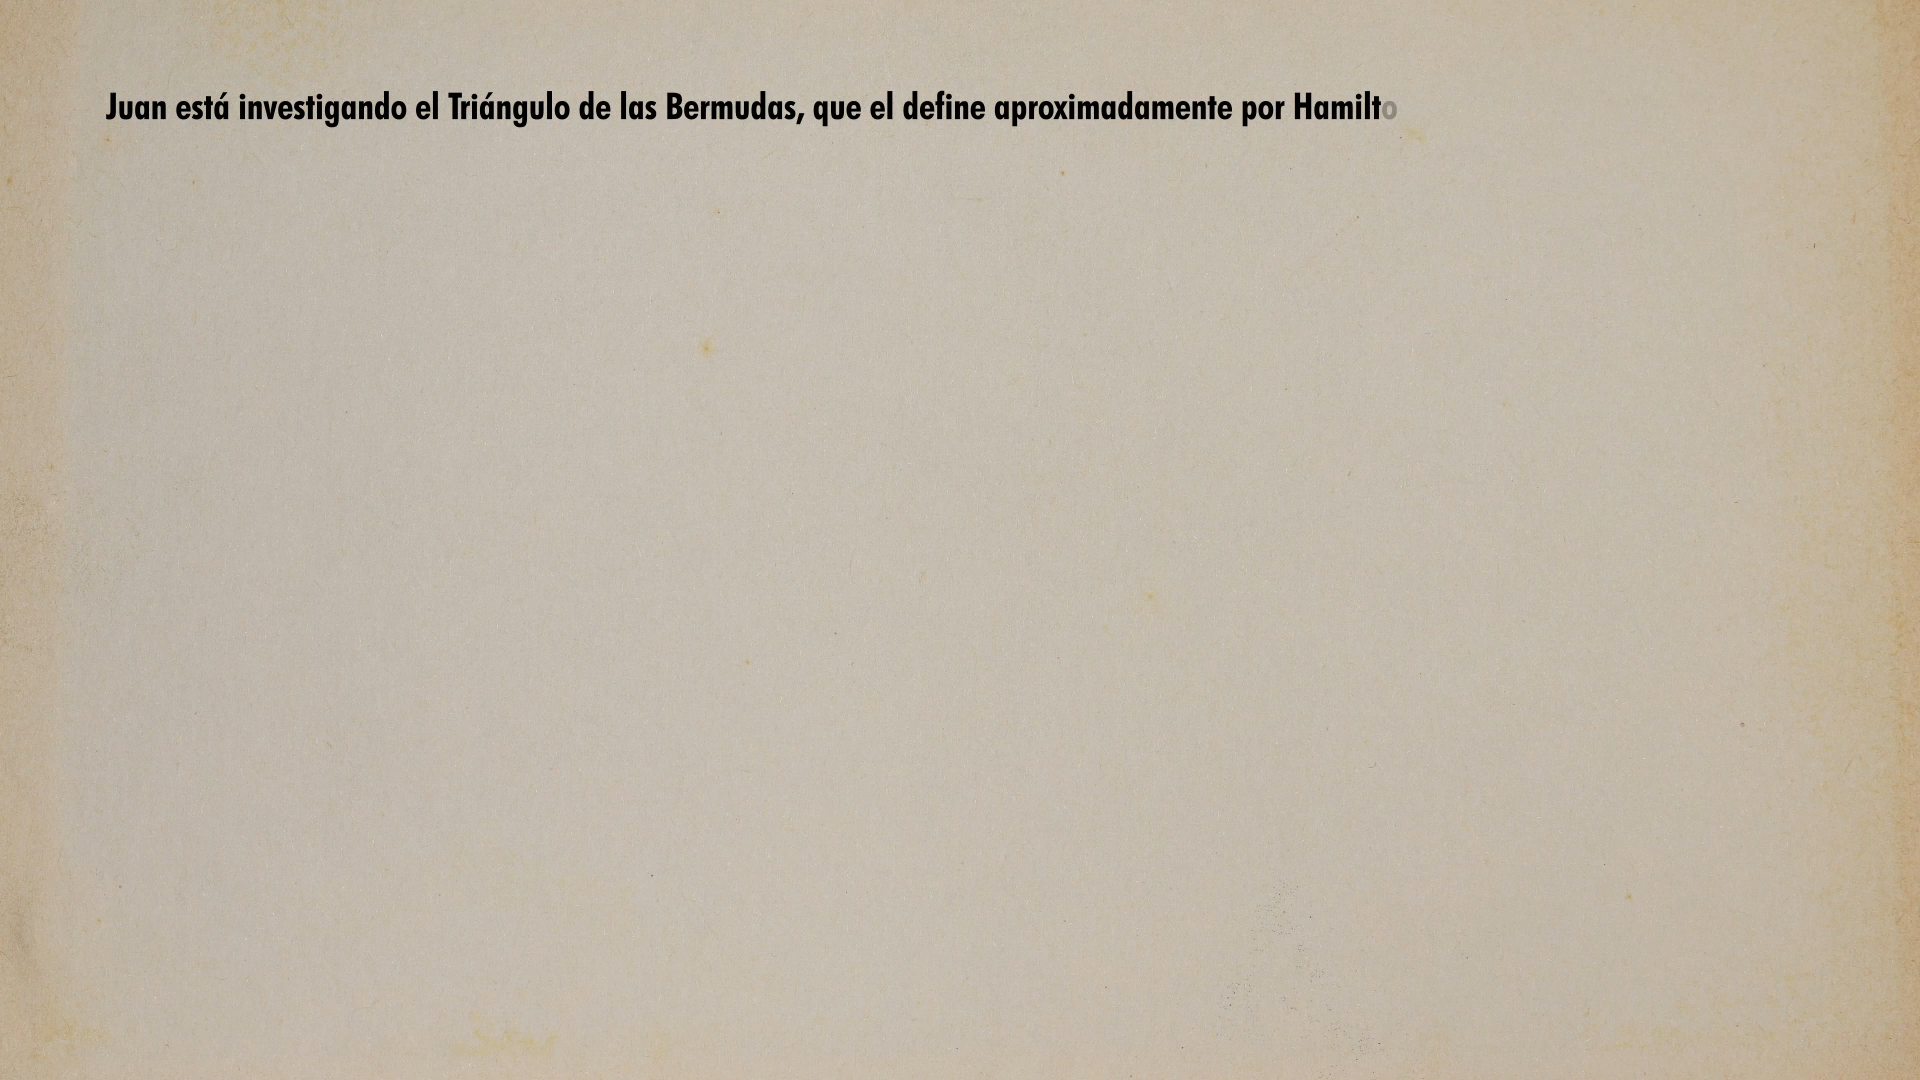 Juan está investigando el Triángulo de las Bermudas, que el define aproximadamente por Hamilto